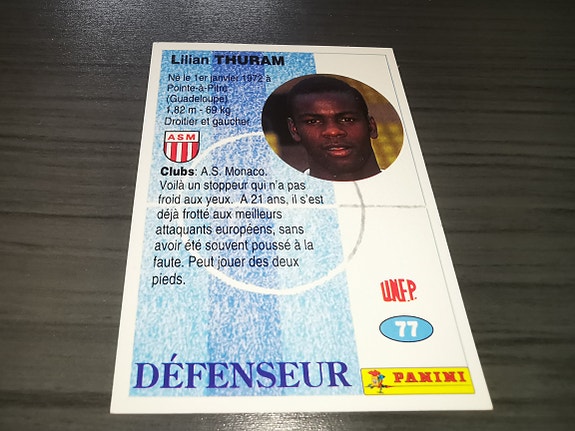 Lilian THURAM
Né le 1er janvier 1972 à
Pointe-à-Pitre
(Guadeloupe)
1,82 m - 69 kg
Droitier et gaucher
ASM
Clubs: A.S. Monaco.
Voilà un stoppeur qui n'a pas
froid aux yeux. A 21 ans, il s'est
déjà frotté aux meilleurs
attaquants européens, sans
avoir été souvent poussé à la
faute. Peut jouer des deux
pieds.
U.N.F.P.
77
DÉFENSEUR
PANINI